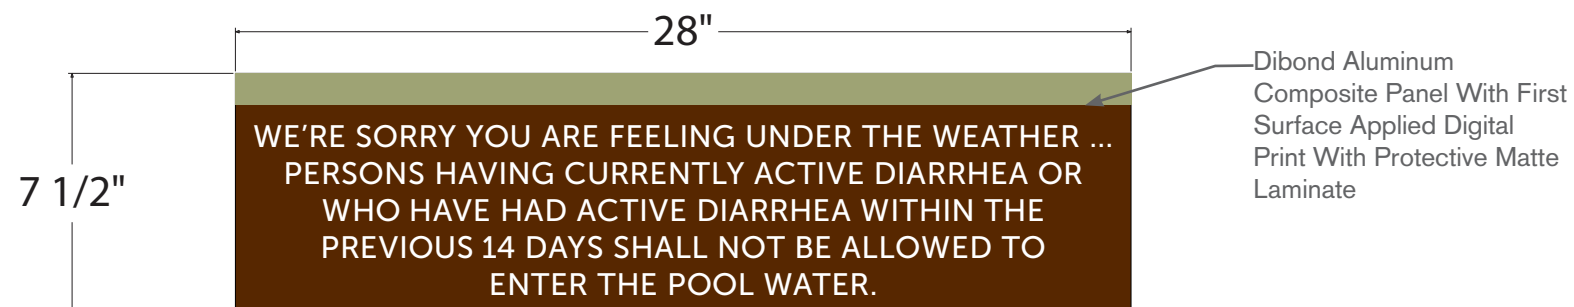 28"
Dibond Aluminum
Composite Panel With First
Surface Applied Digital
Print With Protective Matte
Laminate
7 1/2"
WE’RE SORRY YOU ARE FEELING UNDER THE WEATHER ...
PERSONS HAVING CURRENTLY ACTIVE DIARRHEA OR
WHO HAVE HAD ACTIVE DIARRHEA WITHIN THE
PREVIOUS 14 DAYS SHALL NOT BE ALLOWED TO
ENTER THE POOL WATER.